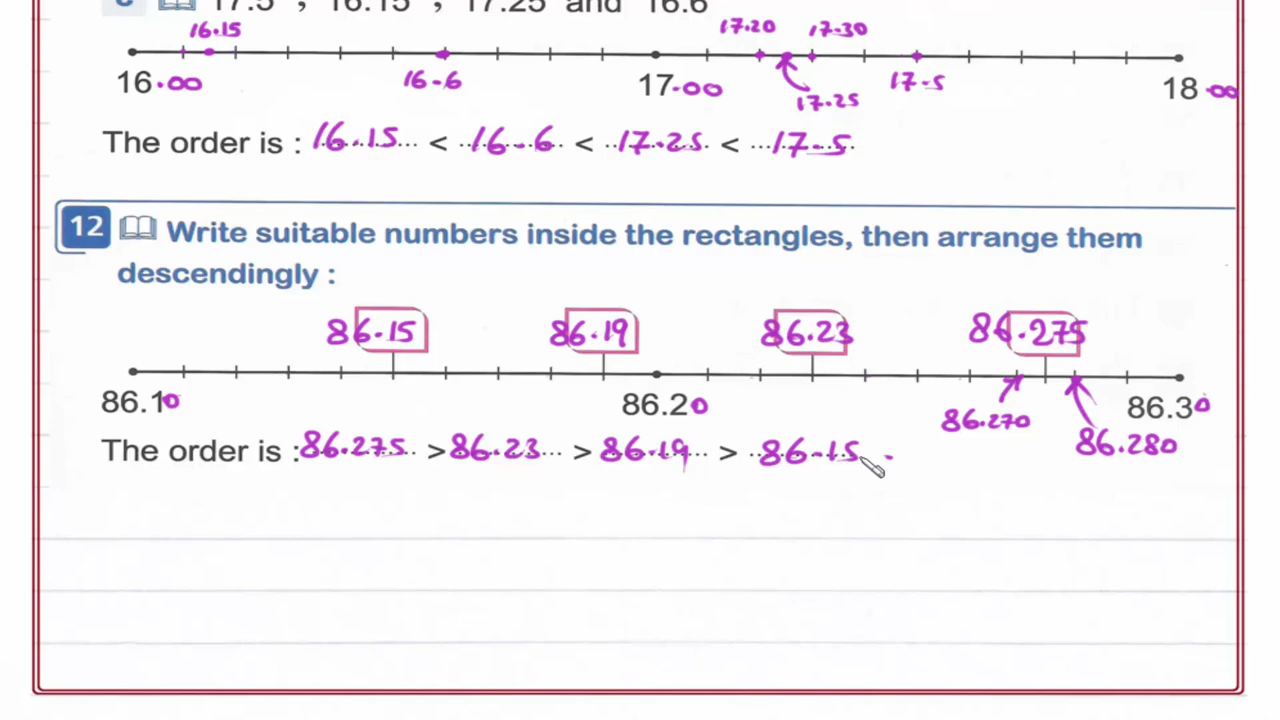 17.5 , 16.15 , 17.25 and 16.6
16.15 17.20 17.30
16.00 16.6 17.00 17.25 17.5 18.00
The order is : 16.15 < 16.6 < 17.25 < 17.5
12 Write suitable numbers inside the rectangles, then arrange them
descendingly :
86.15 86.19 86.23 86.275
86.10 86.20 86.270 86.280 86.30
The order is : 86.275 > 86.23 > 86.19 > 86.15